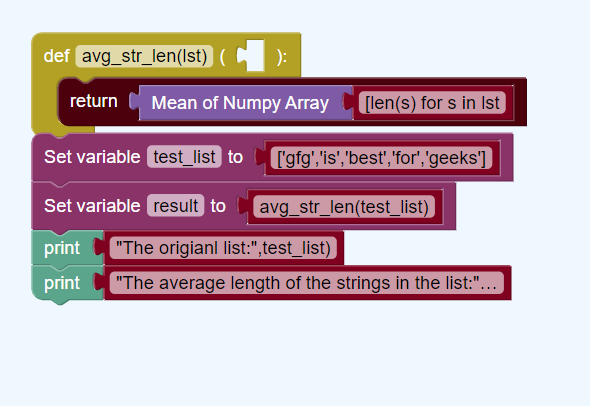 def avg_str_len(lst) ( ):
return Mean of Numpy Array [len(s) for s in lst
Set variable test_list to ['gfg','is','best','for','geeks']
Set variable result to avg_str_len(test_list)
print "The origianl list:",test_list)
print "The average length of the strings in the list:"...